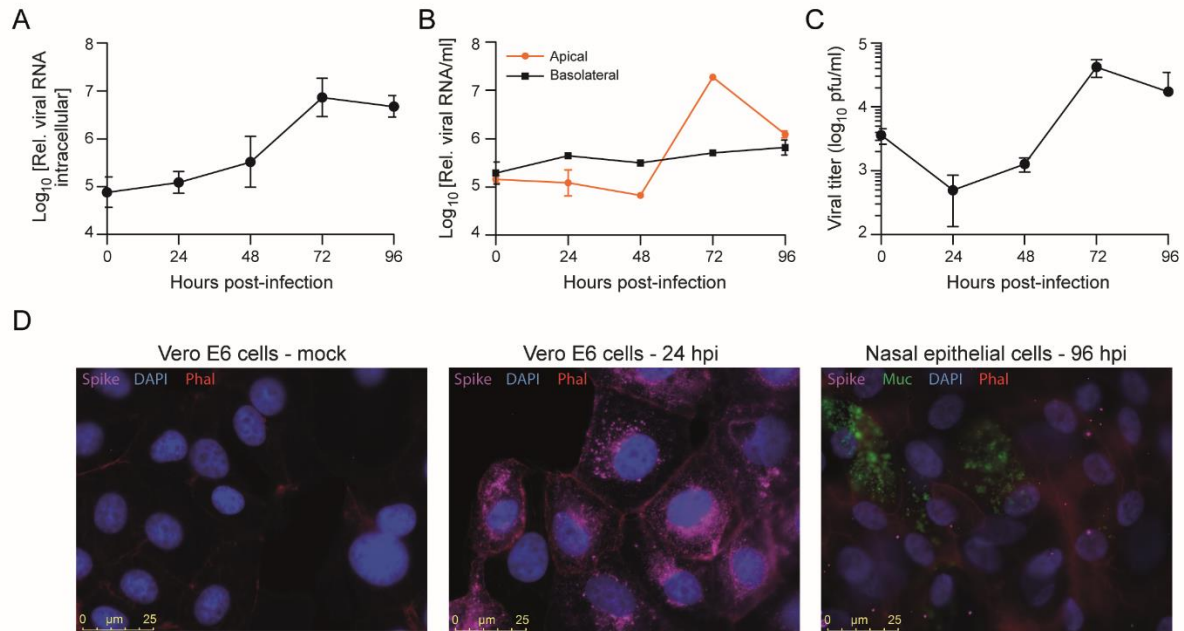 A
Log10 [Rel. viral RNA
intracellular]
8
7
6
5
4
0 24 48 72 96
Hours post-infection
B
Log10 [Rel. viral RNA/ml]
8
7
6
5
4
Apical
Basolateral
0 24 48 72 96
Hours post-infection
C
Viral titer (log10 pfu/ml)
5
4
3
2
0 24 48 72 96
Hours post-infection
D
Vero E6 cells - mock
Spike DAPI Phal
0 µm 25
Vero E6 cells - 24 hpi
Spike DAPI Phal
0 µm 25
Nasal epithelial cells - 96 hpi
Spike Muc DAPI Phal
0 µm 25